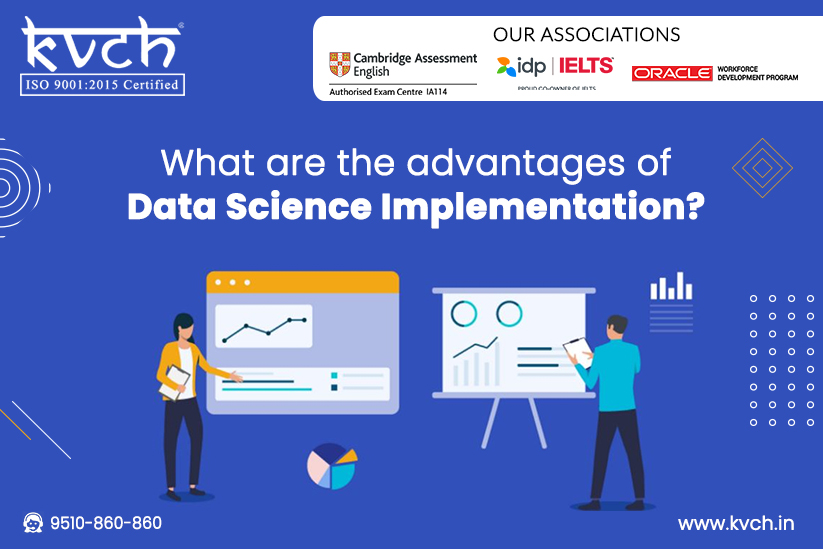 kvch®
ISO 9001:2015 Certified
OUR ASSOCIATIONS
Cambridge Assessment
English
Authorised Exam Centre IA114
idp | IELTS
PROUD CO-OWNER OF IELTS
ORACLE WORKFORCE
DEVELOPMENT PROGRAM
What are the advantages of
Data Science Implementation?
9510-860-860
www.kvch.in